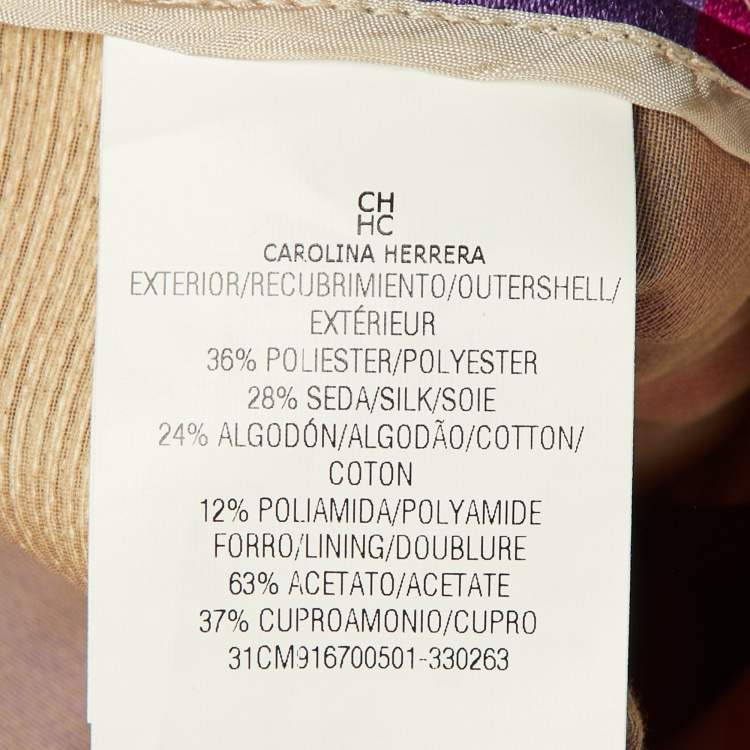 CH
HC
CAROLINA HERRERA
EXTERIOR/RECUBRIMIENTO/OUTERSHELL/
EXTÉRIEUR
36% POLIESTER/POLYESTER
28% SEDA/SILK/SOIE
24% ALGODÓN/ALGODÃO/COTTON/
COTON
12% POLIAMIDA/POLYAMIDE
FORRO/LINING/DOUBLURE
63% ACETATO/ACETATE
37% CUPROAMONIO/CUPRO
31CM916700501-330263